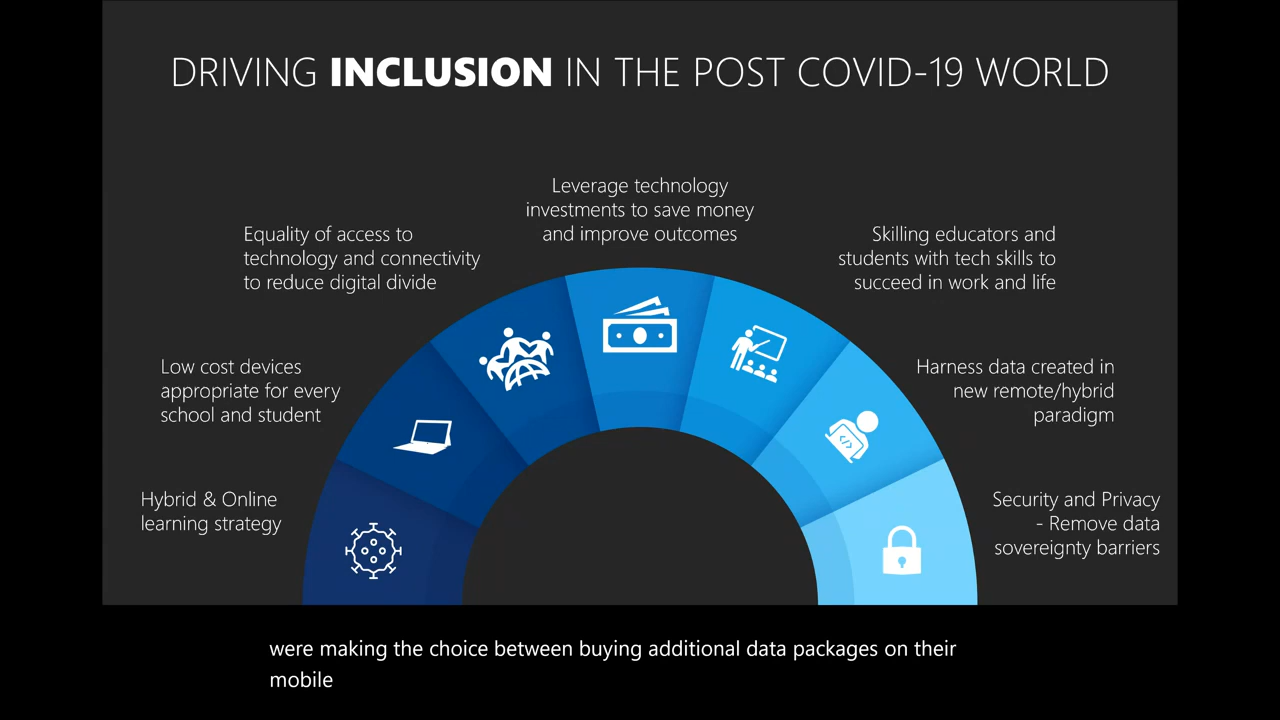 DRIVING INCLUSION IN THE POST COVID-19 WORLD
Leverage technology
investments to save money
and improve outcomes
Equality of access to
technology and connectivity
to reduce digital divide
Skilling educators and
students with tech skills to
succeed in work and life
Low cost devices
appropriate for every
school and student
Harness data created in
new remote/hybrid
paradigm
Hybrid & Online
learning strategy
Security and Privacy
- Remove data
sovereignty barriers
were making the choice between buying additional data packages on their
mobile